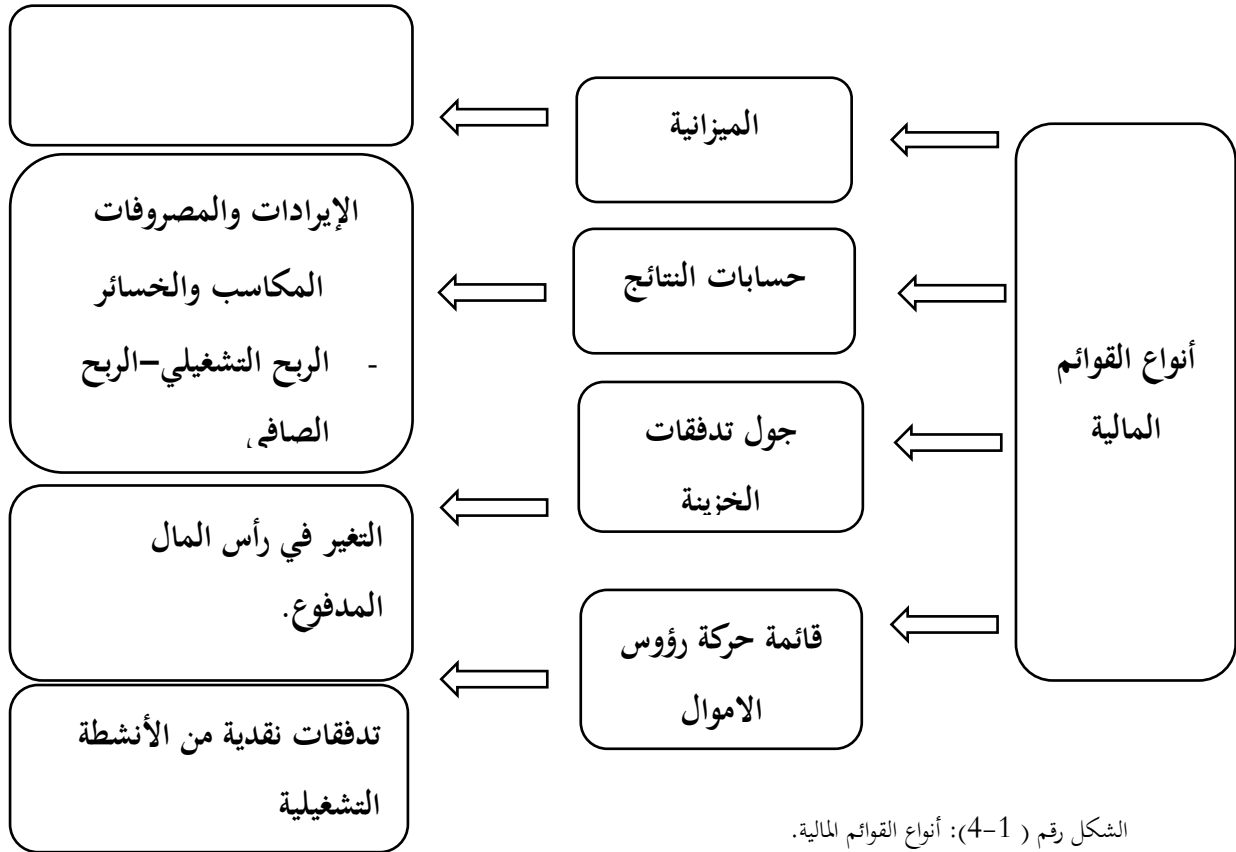 أنواع القوائم
المالية
الميزانية
حسابات النتائج
جول تدفقات
الخزينة
قائمة حركة رؤوس
الاموال
الإيرادات والمصروفات
المكاسب والخسائر
- الربح التشغيلي–الربح
الصافي
التغير في رأس المال
المدفوع.
تدفقات نقدية من الأنشطة
التشغيلية
الشكل رقم ( 1-4): أنواع القوائم المالية.